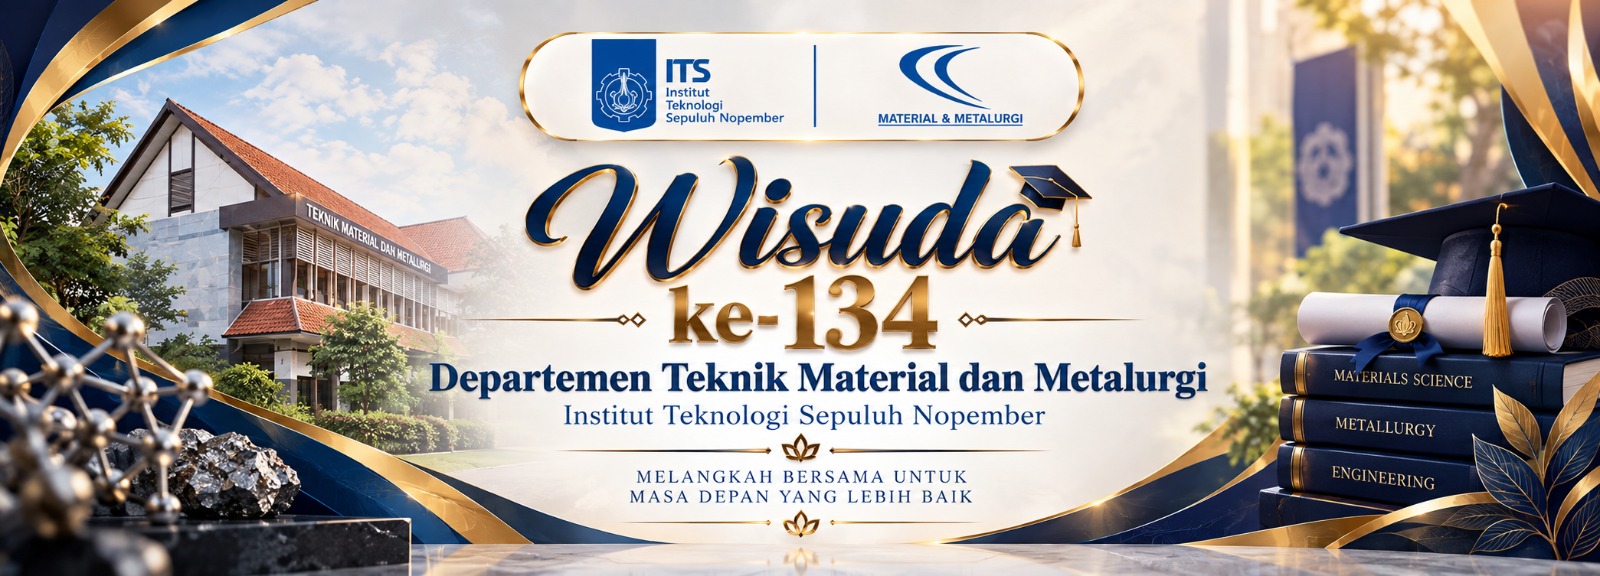 ITS
Institut
Teknologi
Sepuluh Nopember
MATERIAL & METALURGI
TEKNIK MATERIAL DAN METALURGI
Wisuda
ke-134
Departemen Teknik Material dan Metalurgi
Institut Teknologi Sepuluh Nopember
MELANGKAH BERSAMA UNTUK
MASA DEPAN YANG LEBIH BAIK
MATERIALS SCIENCE
METALLURGY
ENGINEERING